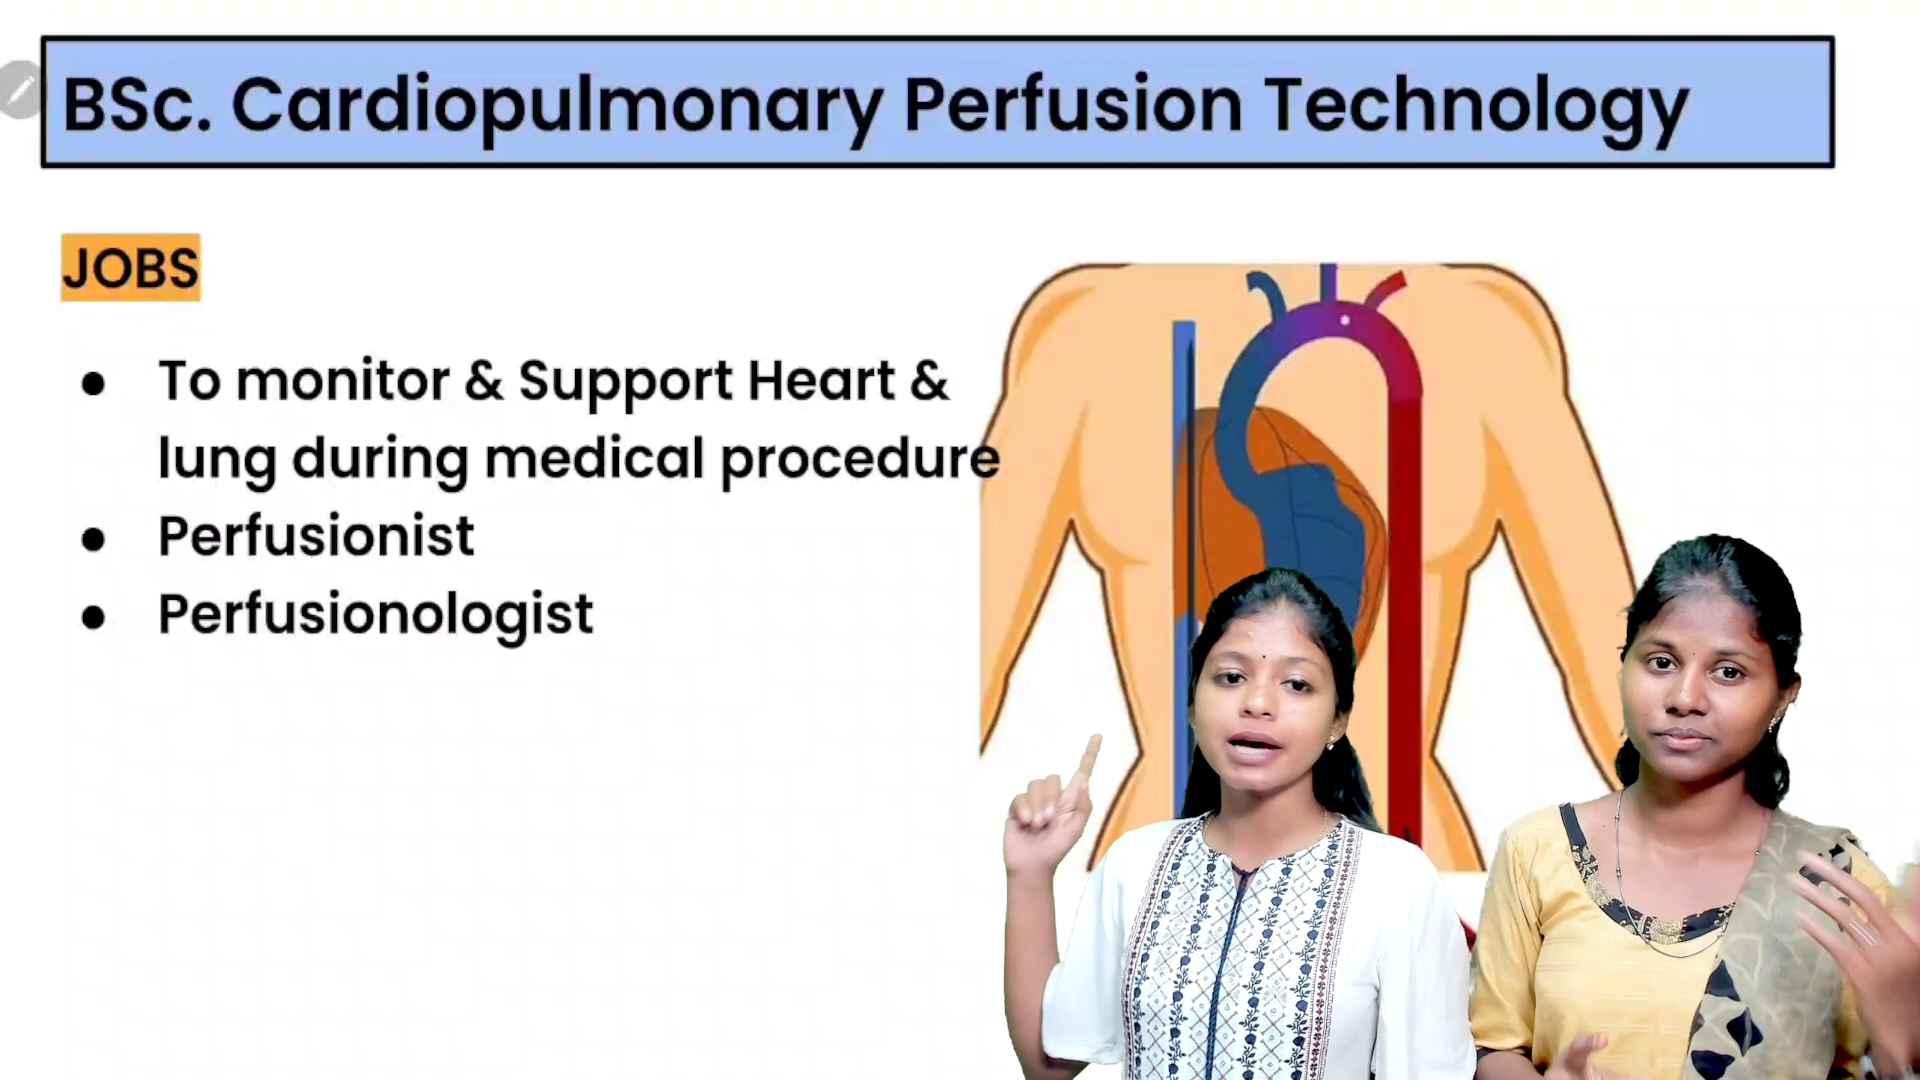 BSc. Cardiopulmonary Perfusion Technology
JOBS
● To monitor & Support Heart &
lung during medical procedure
● Perfusionist
● Perfusionologist